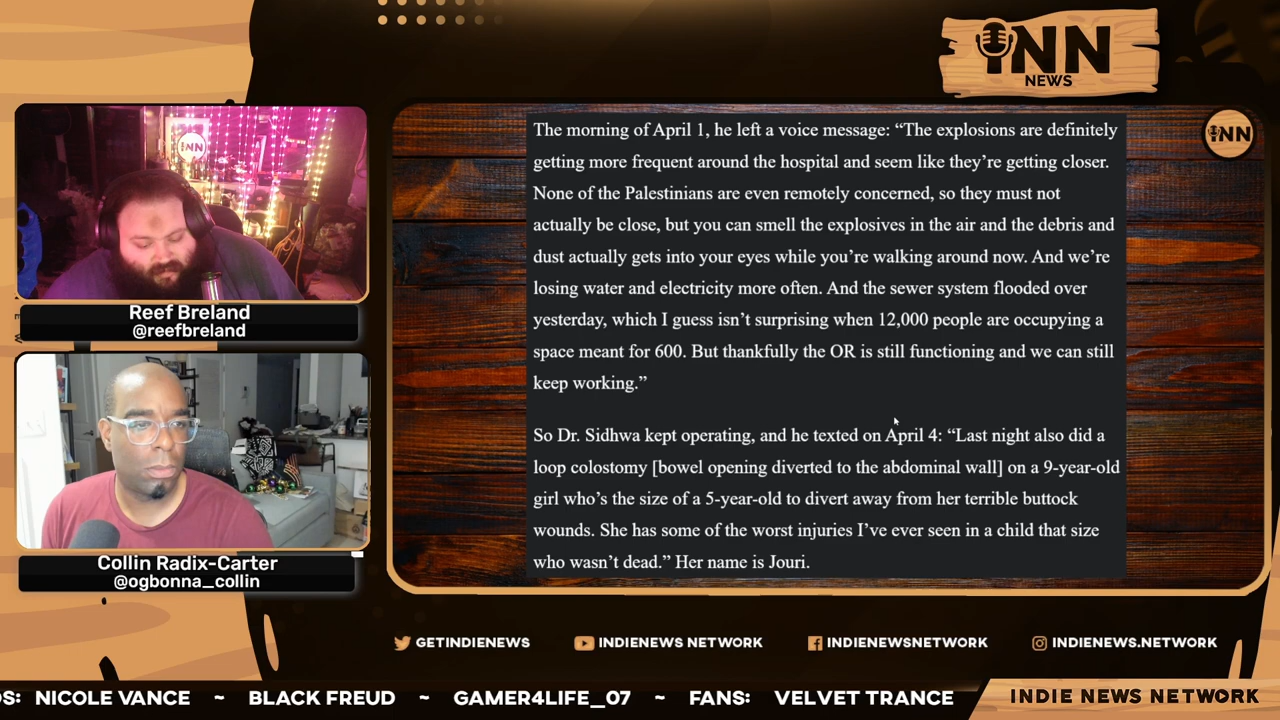 iNN
NEWS
iNN
iNN
The morning of April 1, he left a voice message: “The explosions are definitely
getting more frequent around the hospital and seem like they’re getting closer.
None of the Palestinians are even remotely concerned, so they must not
actually be close, but you can smell the explosives in the air and the debris and
dust actually gets into your eyes while you’re walking around now. And we’re
losing water and electricity more often. And the sewer system flooded over
yesterday, which I guess isn’t surprising when 12,000 people are occupying a
space meant for 600. But thankfully the OR is still functioning and we can still
keep working.”
So Dr. Sidhwa kept operating, and he texted on April 4: “Last night also did a
loop colostomy [bowel opening diverted to the abdominal wall] on a 9-year-old
girl who’s the size of a 5-year-old to divert away from her terrible buttock
wounds. She has some of the worst injuries I’ve ever seen in a child that size
who wasn’t dead.” Her name is Jouri.
Reef Breland
@reefbreland
Collin Radix-Carter
@ogbonna_collin
GETINDIENEWS
INDIENEWS NETWORK
INDIENEWSNETWORK
INDIENEWS.NETWORK
S: NICOLE VANCE ~ BLACK FREUD ~ GAMER4LIFE_07 ~ FANS: VELVET TRANCE
INDIE NEWS NETWORK